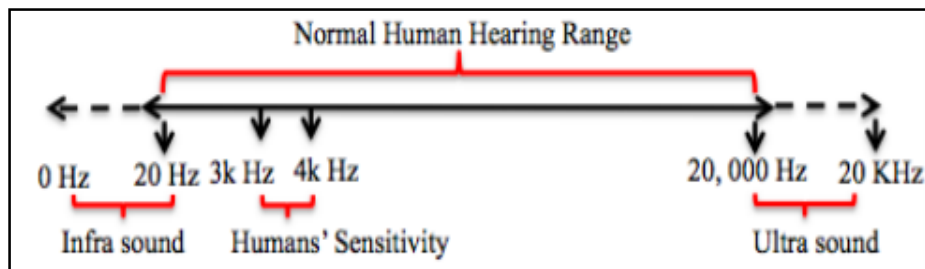 Normal Human Hearing Range
0 Hz 20 Hz 3k Hz 4k Hz 20, 000 Hz 20 KHz
Infra sound Humans’ Sensitivity Ultra sound